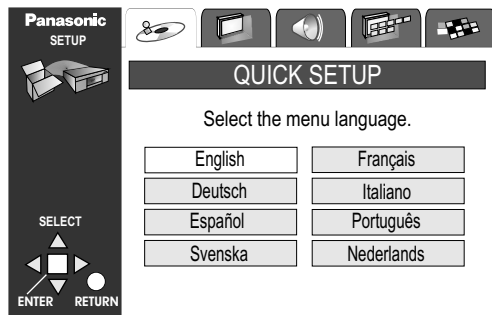 Panasonic
SETUP
QUICK SETUP
Select the menu language.
English
Français
Deutsch
Italiano
Español
Português
Svenska
Nederlands
SELECT
ENTER RETURN